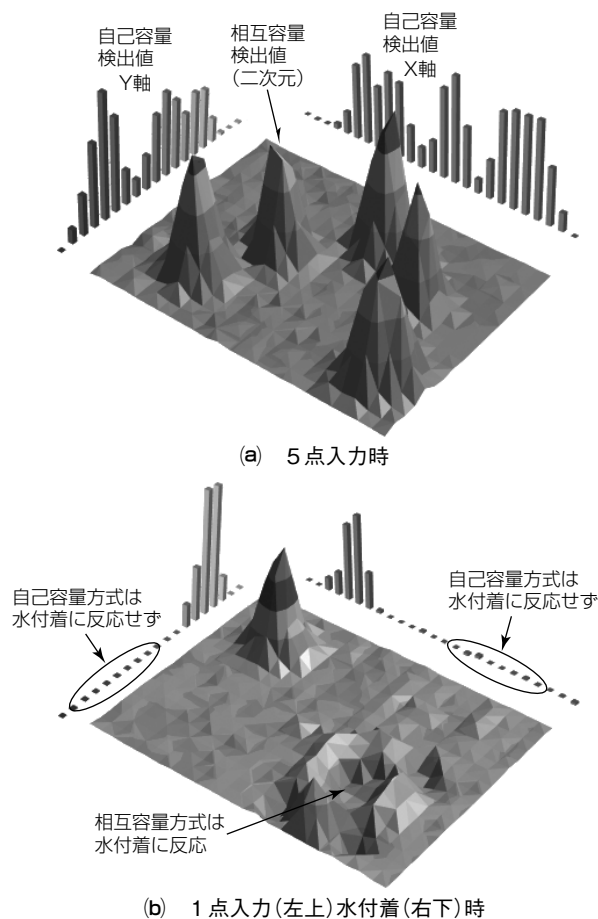 自己容量
検出値
Y軸
相互容量
検出値
(二次元)
自己容量
検出値
X軸
(a) 5点入力時
自己容量方式は
水付着に反応せず
自己容量方式は
水付着に反応せず
相互容量方式は
水付着に反応
(b) 1点入力(左上)水付着(右下)時